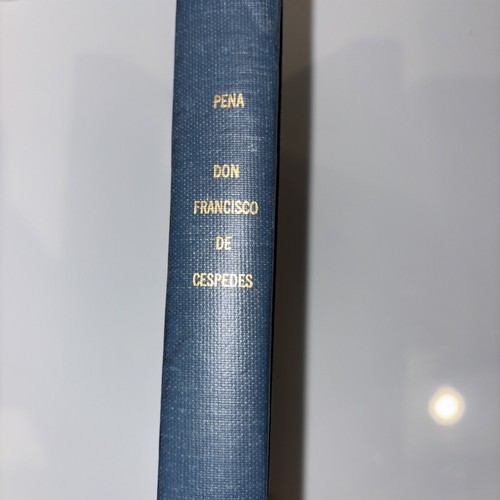 PENA
DON
FRANCISCO
DE
CESPEDES